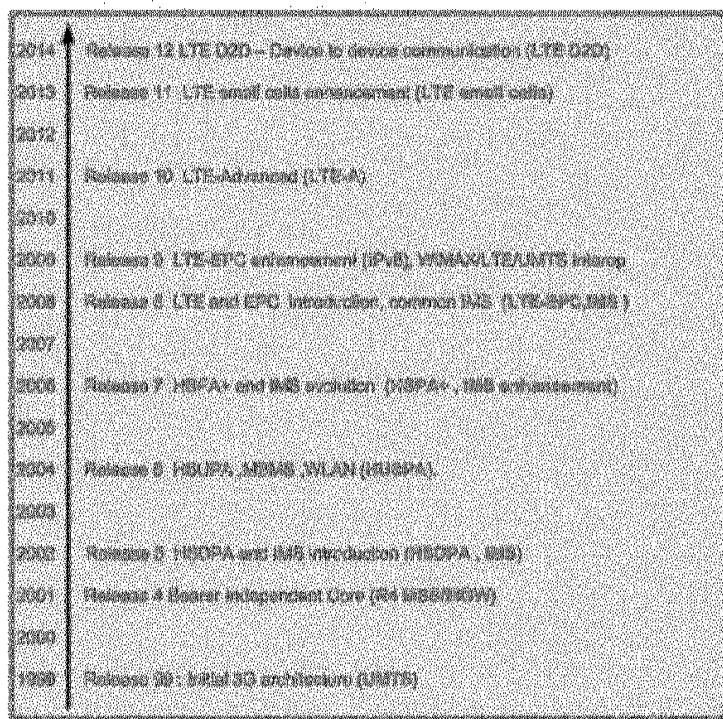 2014 Release 12 LTE D2D – Device to device communication (LTE D2D)
2013 Release 11 LTE small cells enhancement (LTE small cells)
2012
2011 Release 10 LTE-Advanced (LTE-A)
2010
2009 Release 9 LTE-EPC enhancement (IPv6), WiMAX/LTE/UMTS interop
2008 Release 8 LTE and EPC introduction, common IMS (LTE-EPC,IMS )
2007
2006 Release 7 HSPA+ and IMS evolution (HSPA+ , IMS enhancement)
2005
2004 Release 6 HSUPA ,MBMS ,WLAN (HUSPA).
2003
2002 Release 5 HSDPA and IMS introduction (HSDPA , IMS)
2001 Release 4 Bearer Independent Core (R4 MSS/MGW)
2000
1999 Release 99 : Initial 3G architecture (UMTS)